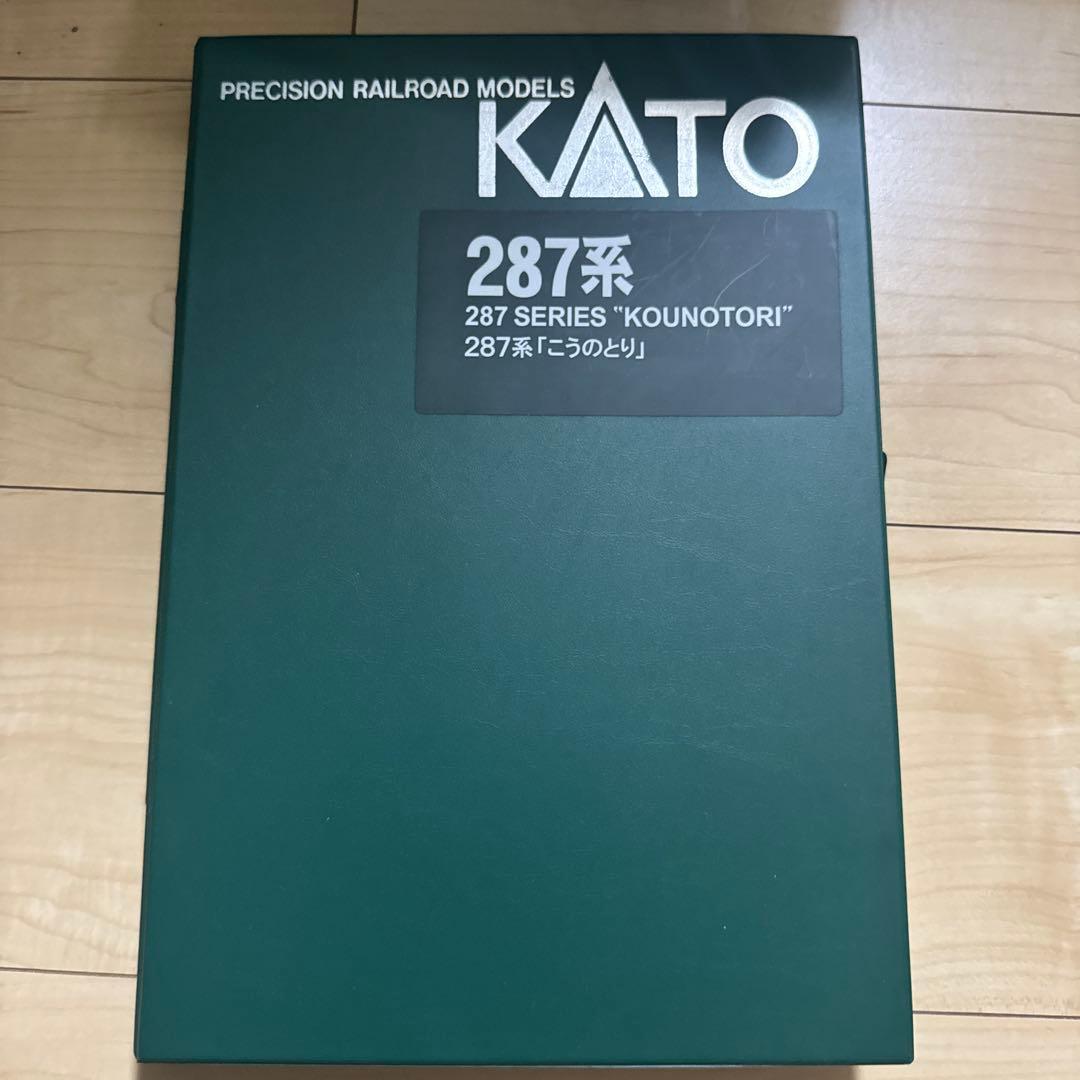 PRECISION RAILROAD MODELS
KATO
287系
287 SERIES “KOUNOTORI”
287系「こうのとり」